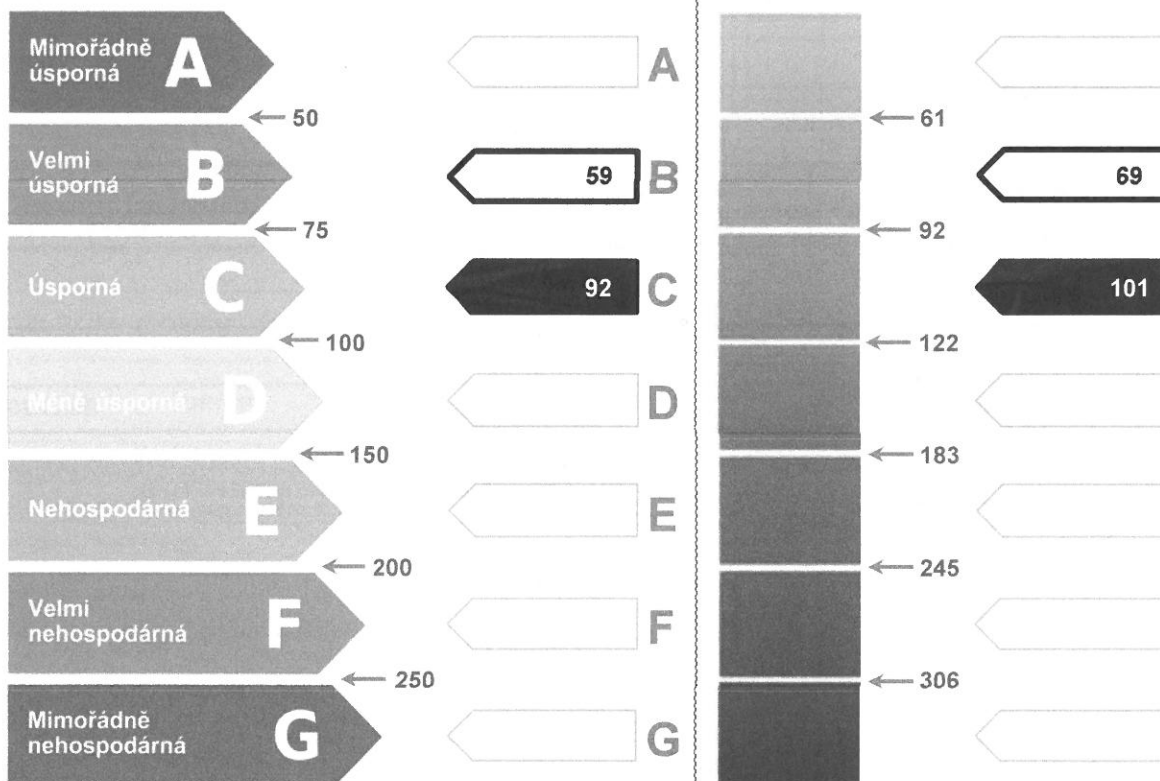 Mimořádně
úsporná
A
A
50
61
Velmi
úsporná
B
59
B
69
75
92
Úsporná
C
92
C
101
100
122
Méně úsporná
D
D
150
183
Nehospodárná
E
E
200
245
Velmi
nehospodárná
F
F
250
306
Mimořádně
nehospodárná
G
G